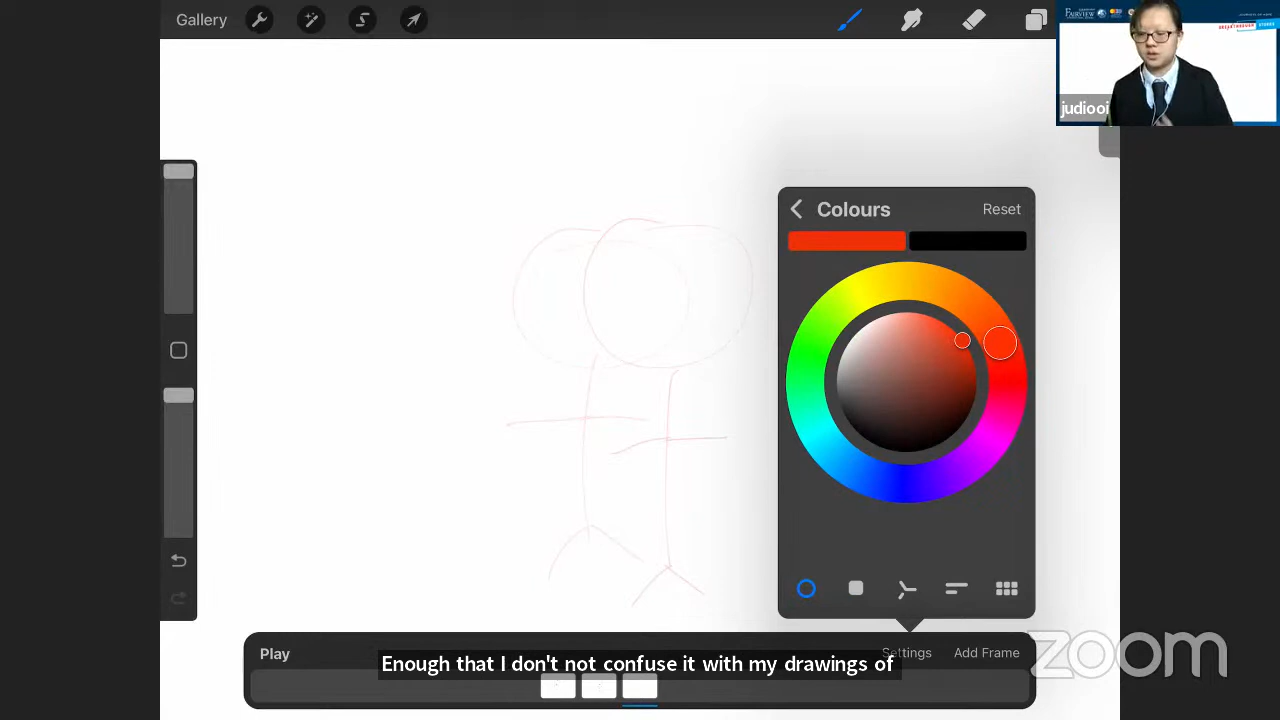 Gallery
FAIRVIEW
judiooi
Colours
Reset
Play
Settings
Add Frame
Enough that I don't not confuse it with my drawings of
zoom